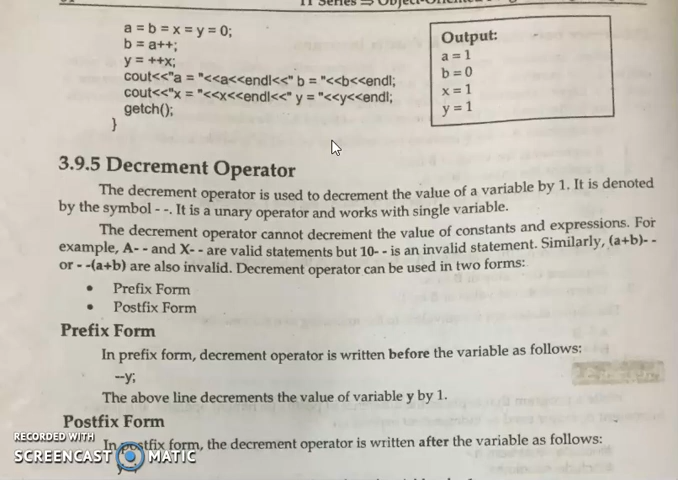 IT Series ⇒ Object-Oriented
a = b = x = y = 0;
b = a++;
y = ++x;
cout<<"a = "<<a<<endl<<" b = "<<b<<endl;
cout<<"x = "<<x<<endl<<" y = "<<y<<endl;
getch();
}
Output:
a = 1
b = 0
x = 1
y = 1
3.9.5 Decrement Operator
The decrement operator is used to decrement the value of a variable by 1. It is denoted
by the symbol - -. It is a unary operator and works with single variable.
The decrement operator cannot decrement the value of constants and expressions. For
example, A- - and X- - are valid statements but 10- - is an invalid statement. Similarly, (a+b)- -
or - -(a+b) are also invalid. Decrement operator can be used in two forms:
• Prefix Form
• Postfix Form
Prefix Form
In prefix form, decrement operator is written before the variable as follows:
--y;
The above line decrements the value of variable y by 1.
Postfix Form
In postfix form, the decrement operator is written after the variable as follows:
RECORDED WITH
SCREENCAST MATIC